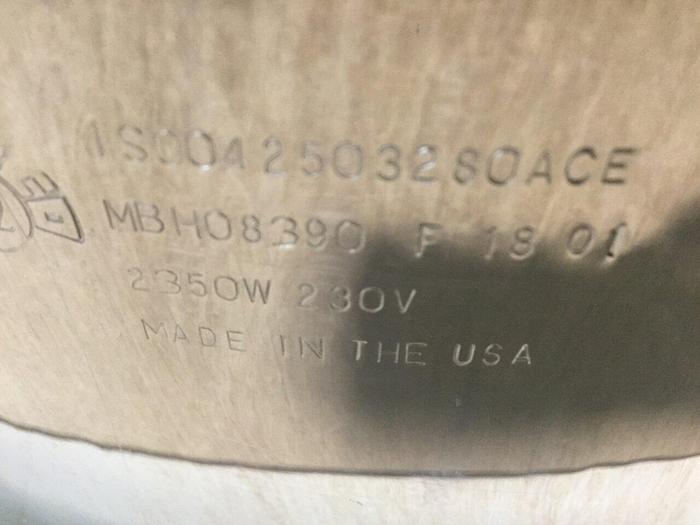 1S0042503280ACE
MBH08390 F 18 01
2350W 230V
MADE IN THE USA